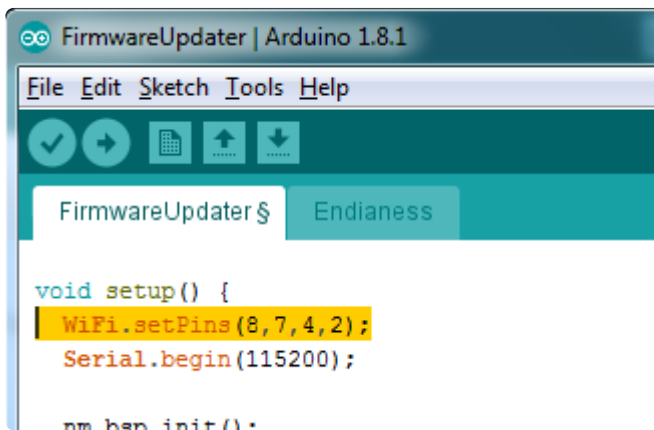 FirmwareUpdater | Arduino 1.8.1
File Edit Sketch Tools Help
FirmwareUpdater § Endianess
void setup() {
WiFi.setPins(8,7,4,2);
Serial.begin(115200);
nm_bsp_init();